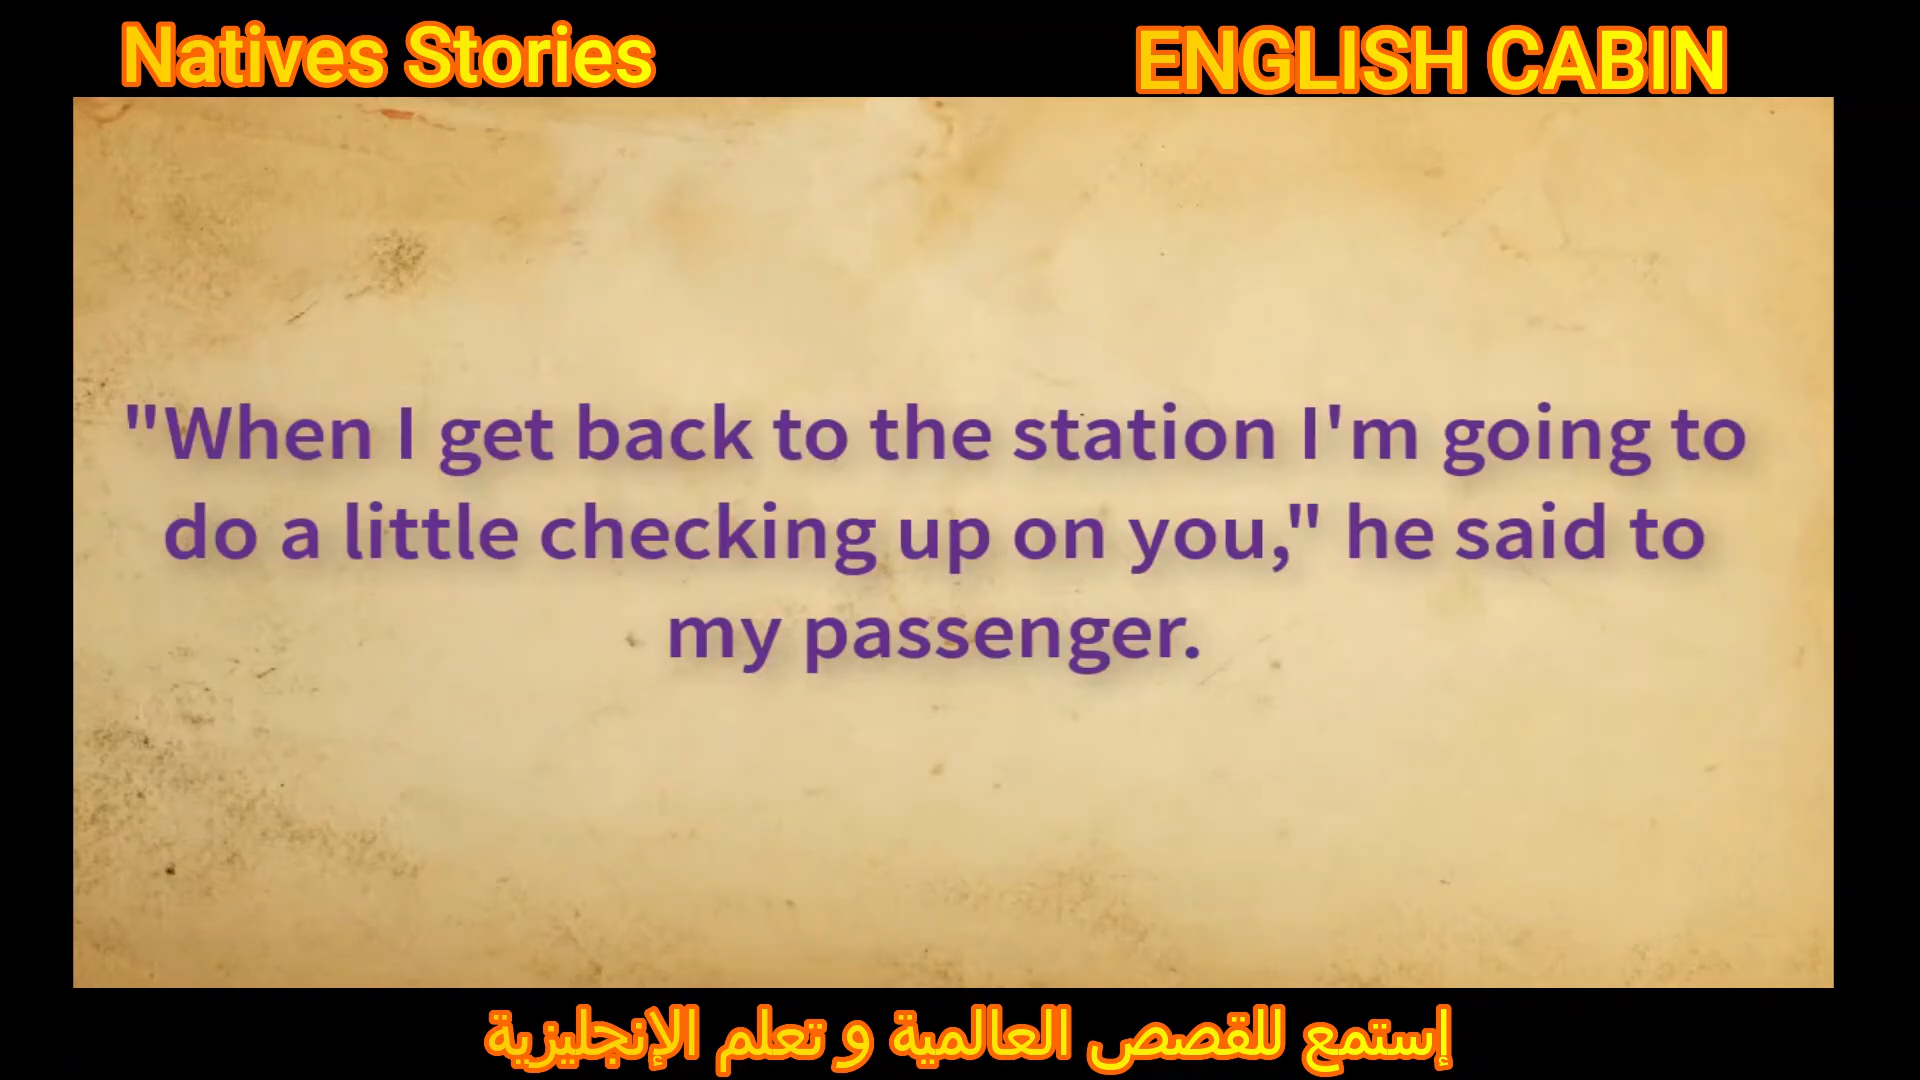 Natives Stories
ENGLISH CABIN
"When I get back to the station I'm going to
do a little checking up on you," he said to
my passenger.
إستمع للقصص العالمية و تعلم الإنجليزية